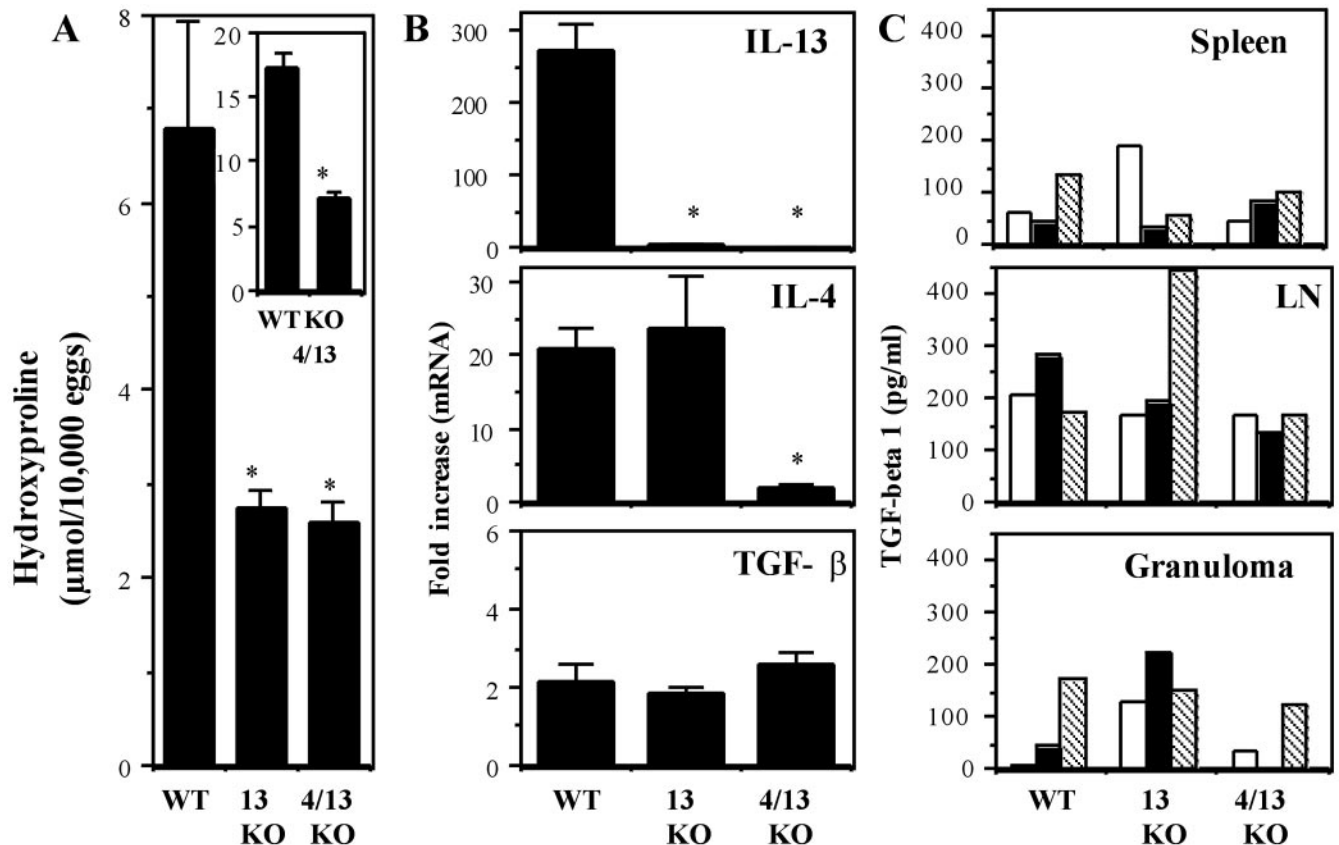 A
Hydroxyproline
(µmol/10,000 eggs)
8
6
4
2
0
20
15
10
5
0
*
WT KO
4/13
*
*
WT 13 KO 4/13 KO
B
Fold increase (mRNA)
IL-13
300
200
100
0
*
*
IL-4
30
20
10
0
*
TGF- β
6
4
2
0
WT 13 KO 4/13 KO
C
TGF-beta 1 (pg/ml)
Spleen
400
300
200
100
0
LN
400
300
200
100
0
Granuloma
400
300
200
100
0
WT 13 KO 4/13 KO